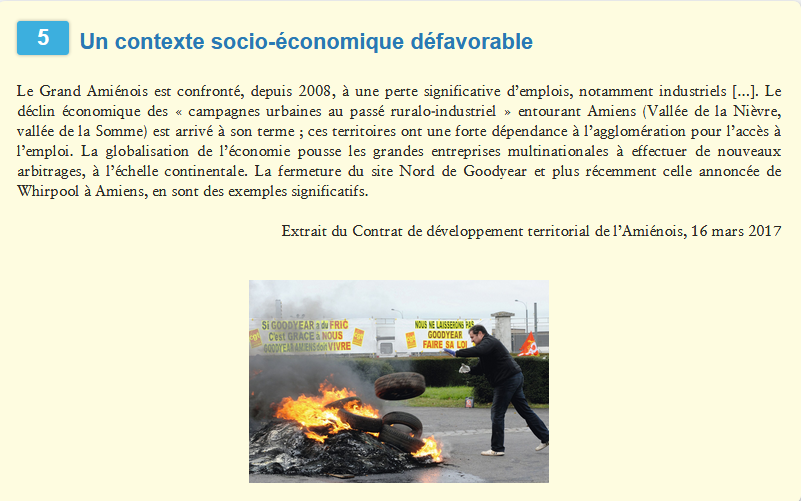 5
Un contexte socio-économique défavorable
Le Grand Amiénois est confronté, depuis 2008, à une perte significative d'emplois, notamment industriels [...]. Le
déclin économique des « campagnes urbaines au passé ruralo-industriel » entourant Amiens (Vallée de la Nièvre,
vallée de la Somme) est arrivé à son terme ; ces territoires ont une forte dépendance à l'agglomération pour l'accès à
l'emploi. La globalisation de l'économie pousse les grandes entreprises multinationales à effectuer de nouveaux
arbitrages, à l'échelle continentale. La fermeture du site Nord de Goodyear et plus récemment celle annoncée de
Whirpool à Amiens, en sont des exemples significatifs.
Extrait du Contrat de développement territorial de l'Amiénois, 16 mars 2017
Si GOODYEAR a du FRIC
C'est GRACE à NOUS
GOODYEAR AMIENS doit VIVRE
NOUS NE LAISSERONS PAS
GOODYEAR
FAIRE SA LOI